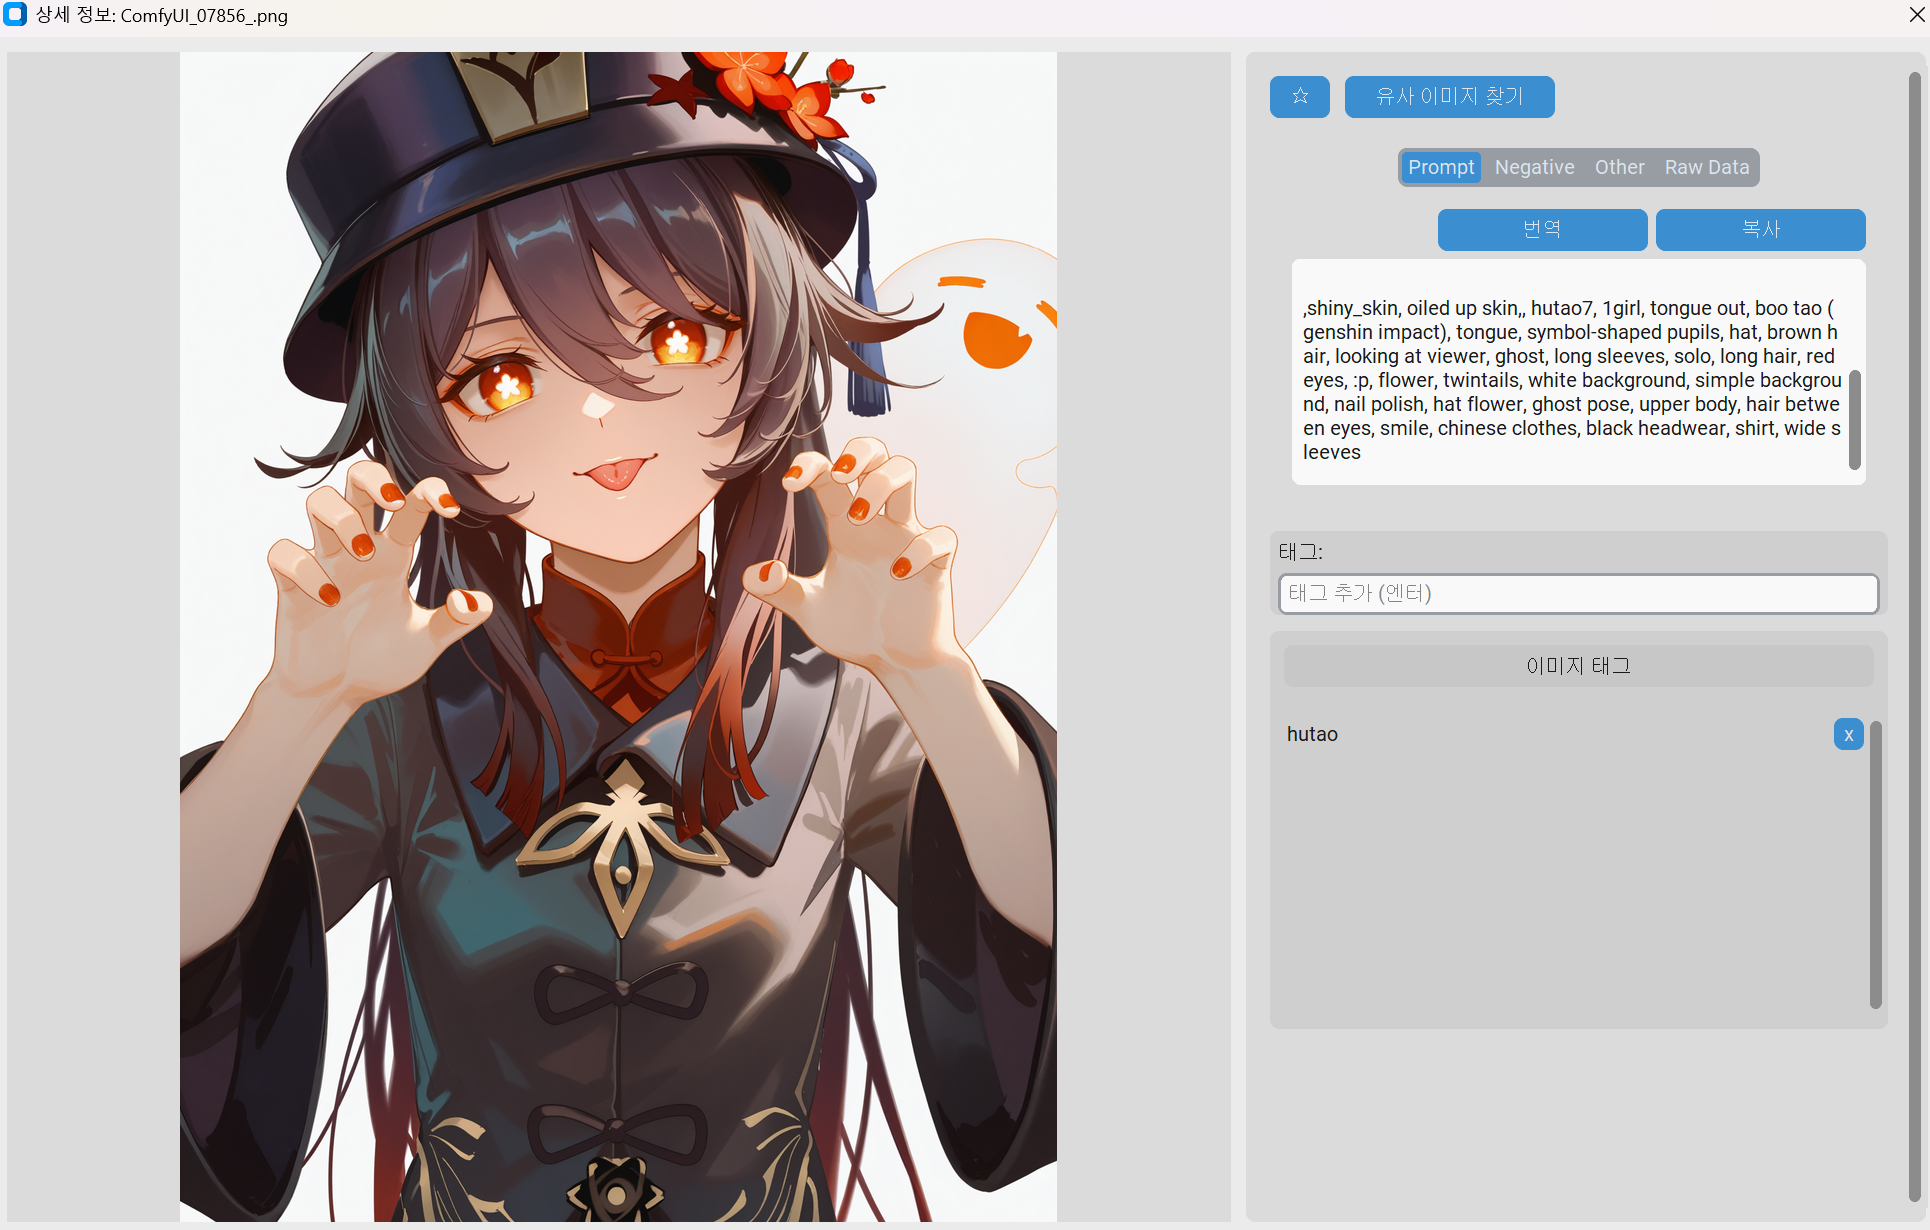 상세 정보: ComfyUI_07856_.png
☆ 유사 이미지 찾기
Prompt Negative Other Raw Data
번역 복사
,shiny_skin, oiled up skin,, hutao7, 1girl, tongue out, boo tao (
genshin impact), tongue, symbol-shaped pupils, hat, brown h
air, looking at viewer, ghost, long sleeves, solo, long hair, red
eyes, :p, flower, twintails, white background, simple backgrou
nd, nail polish, hat flower, ghost pose, upper body, hair betwe
en eyes, smile, chinese clothes, black headwear, shirt, wide s
leeves
태그:
태그 추가 (엔터)
이미지 태그
hutao x